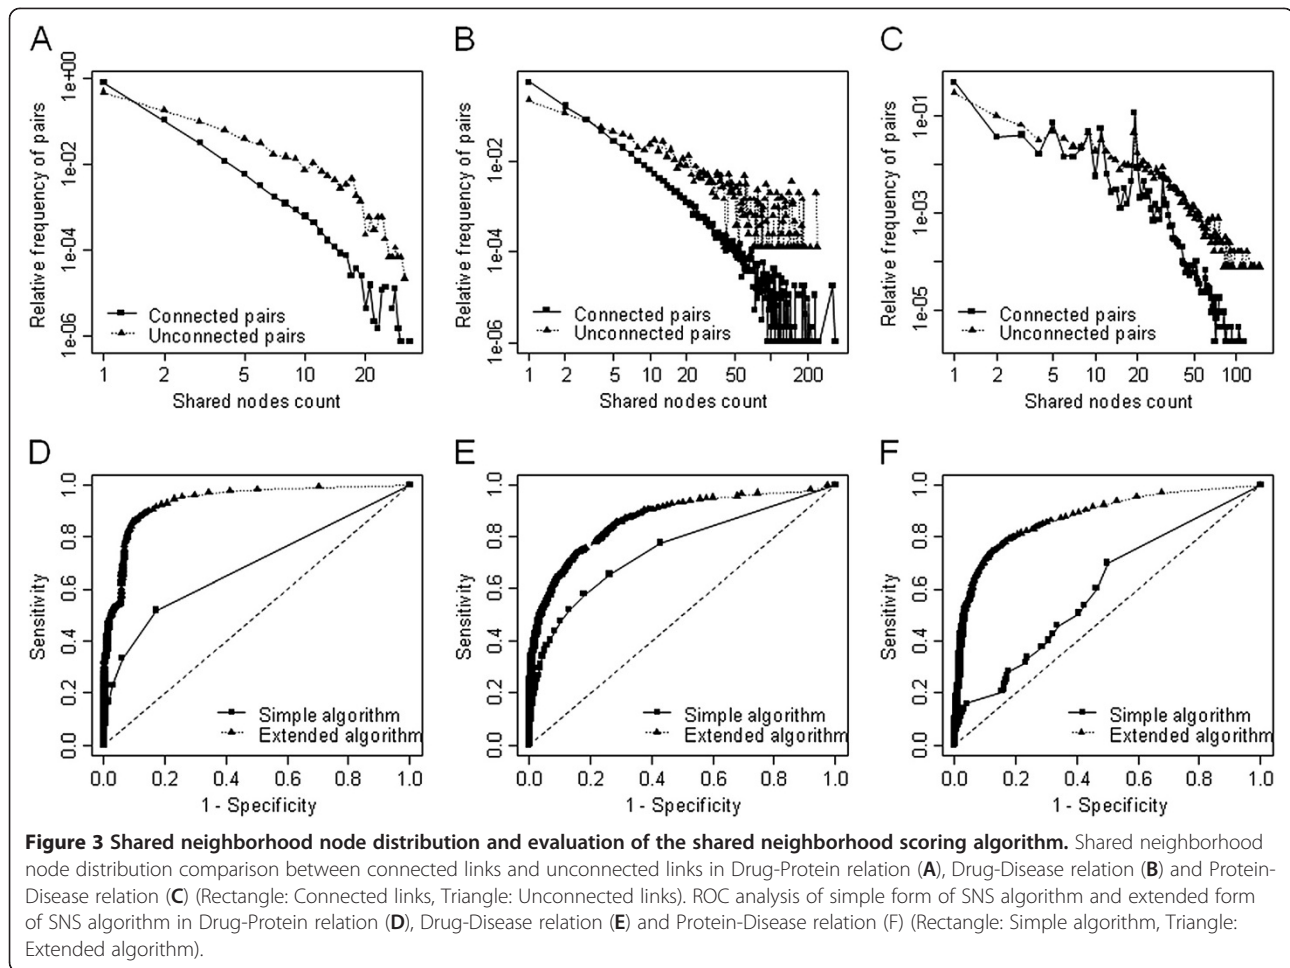 A
B
C
Relative frequency of pairs
1e+00
1e-02
1e-04
1e-06
Connected pairs
Unconnected pairs
1 2 5 10 20
Shared nodes count
Relative frequency of pairs
1e-02
1e-04
1e-06
Connected pairs
Unconnected pairs
1 2 5 10 20 50 200
Shared nodes count
Relative frequency of pairs
1e-01
1e-03
1e-05
Connected pairs
Unconnected pairs
1 2 5 10 20 50 100
Shared nodes count
D
E
F
Sensitivity
1.0
0.8
0.6
0.4
0.2
0.0
Simple algorithm
Extended algorithm
0.0 0.2 0.4 0.6 0.8 1.0
1 - Specificity
Sensitivity
1.0
0.8
0.6
0.4
0.2
0.0
Simple algorithm
Extended algorithm
0.0 0.2 0.4 0.6 0.8 1.0
1 - Specificity
Sensitivity
1.0
0.8
0.6
0.4
0.2
0.0
Simple algorithm
Extended algorithm
0.0 0.2 0.4 0.6 0.8 1.0
1 - Specificity
Figure 3 Shared neighborhood node distribution and evaluation of the shared neighborhood scoring algorithm. Shared neighborhood
node distribution comparison between connected links and unconnected links in Drug-Protein relation (A), Drug-Disease relation (B) and Protein-
Disease relation (C) (Rectangle: Connected links, Triangle: Unconnected links). ROC analysis of simple form of SNS algorithm and extended form
of SNS algorithm in Drug-Protein relation (D), Drug-Disease relation (E) and Protein-Disease relation (F) (Rectangle: Simple algorithm, Triangle:
Extended algorithm).